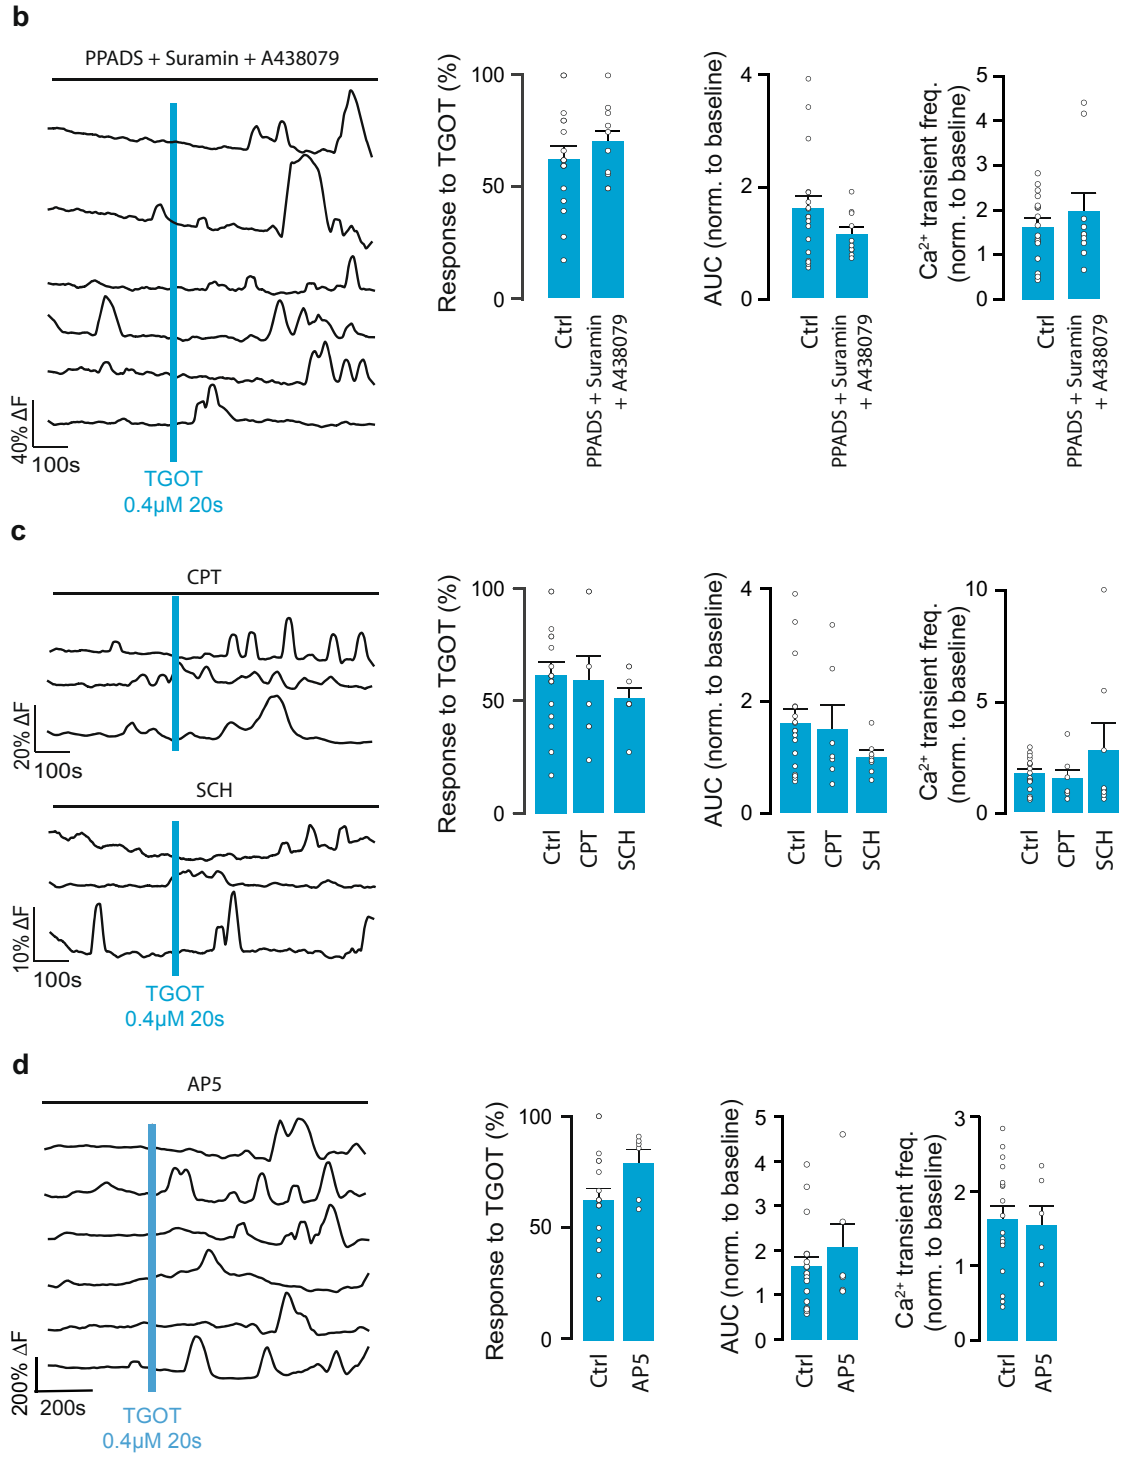 b
PPADS + Suramin + A438079
40% ΔF
100s
TGOT
0.4µM 20s
Response to TGOT (%)
100
50
0
Ctrl
PPADS + Suramin
+ A438079
AUC (norm. to baseline)
4
2
0
Ctrl
PPADS + Suramin
+ A438079
Ca²⁺ transient freq.
(norm. to baseline)
5
4
3
2
1
0
Ctrl
PPADS + Suramin
+ A438079
c
CPT
20% ΔF
100s
SCH
10% ΔF
100s
TGOT
0.4µM 20s
Response to TGOT (%)
100
50
0
Ctrl
CPT
SCH
AUC (norm. to baseline)
4
2
0
Ctrl
CPT
SCH
Ca²⁺ transient freq.
(norm. to baseline)
10
5
0
Ctrl
CPT
SCH
d
AP5
200% ΔF
200s
TGOT
0.4µM 20s
Response to TGOT (%)
100
50
0
Ctrl
AP5
AUC (norm. to baseline)
5
4
3
2
1
0
Ctrl
AP5
Ca²⁺ transient freq.
(norm. to baseline)
3
2
1
0
Ctrl
AP5